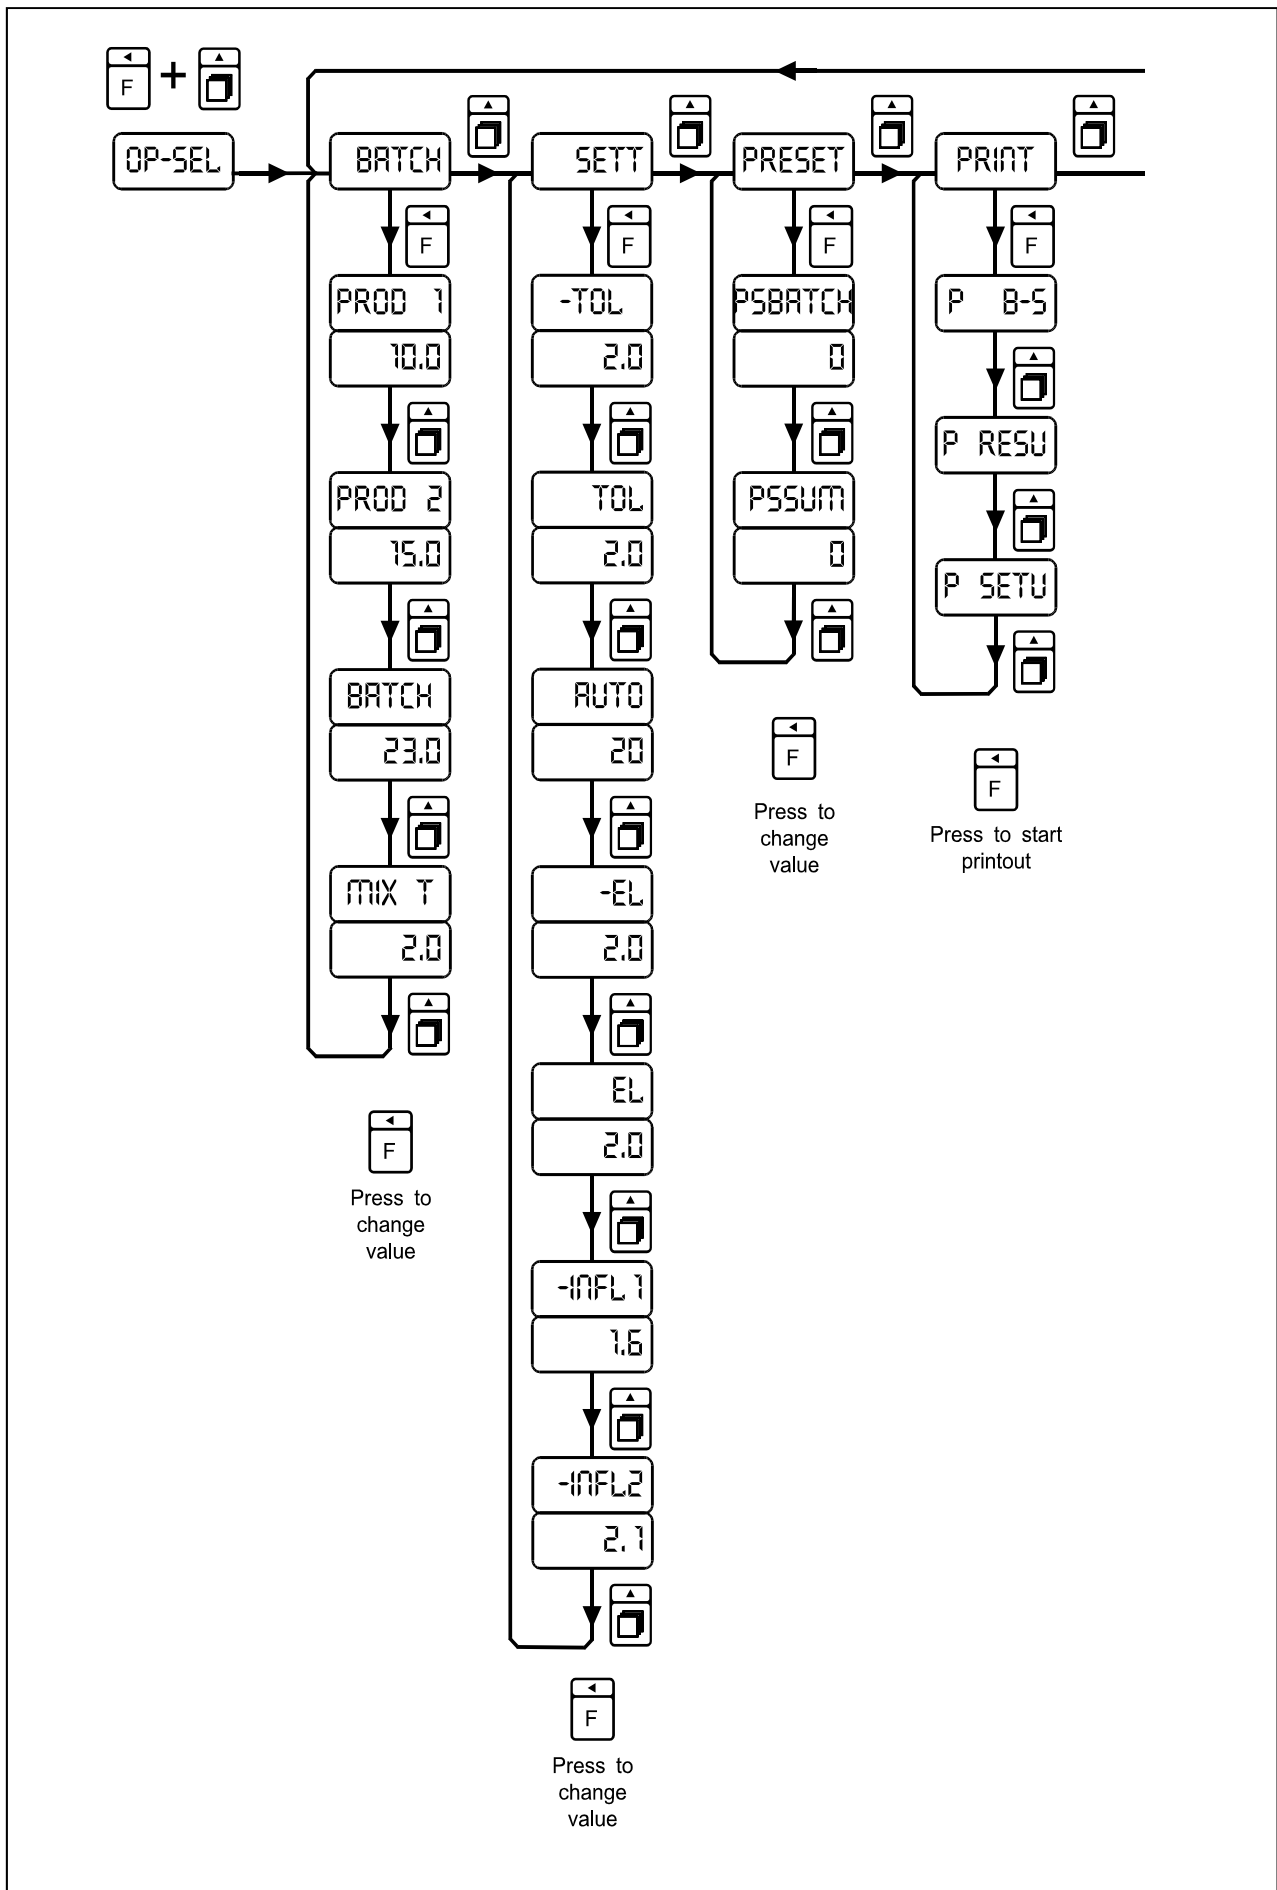 F + 
OP-SEL
BATCH
SETT
PRESET
PRINT
F
F
F
F
PROD 1
10.0
PROD 2
15.0
BATCH
23.0
MIX T
2.0
F
Press to
change
value
-TOL
2.0
TOL
2.0
AUTO
20
-EL
2.0
EL
2.0
-INFL1
1.6
-INFL2
2.1
F
Press to
change
value
PSBATCH
0
PSSUM
0
F
Press to
change
value
P B-S
P RESU
P SETU
F
Press to start
printout